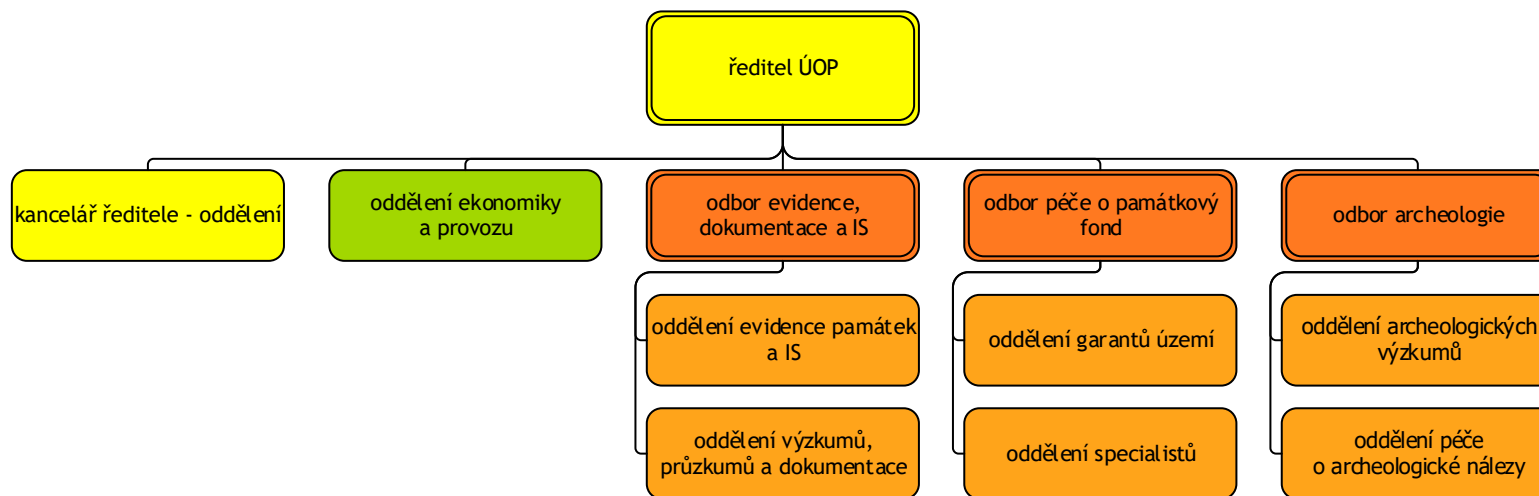 ředitel ÚOP
kancelář ředitele - oddělení
oddělení ekonomiky
a provozu
odbor evidence,
dokumentace a IS
odbor péče o památkový
fond
odbor archeologie
oddělení evidence památek
a IS
oddělení garantů území
oddělení archeologických
výzkumů
oddělení výzkumů,
průzkumů a dokumentace
oddělení specialistů
oddělení péče
o archeologické nálezy